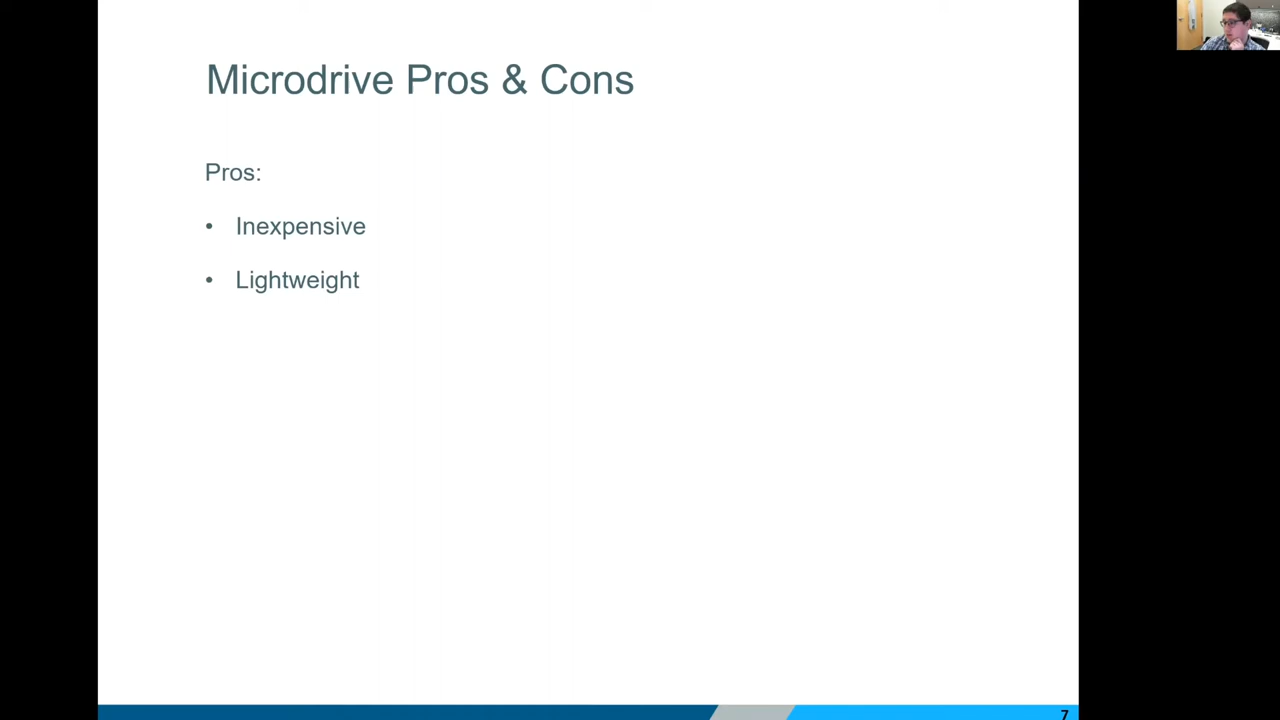 Microdrive Pros & Cons
Pros:
• Inexpensive
• Lightweight
7